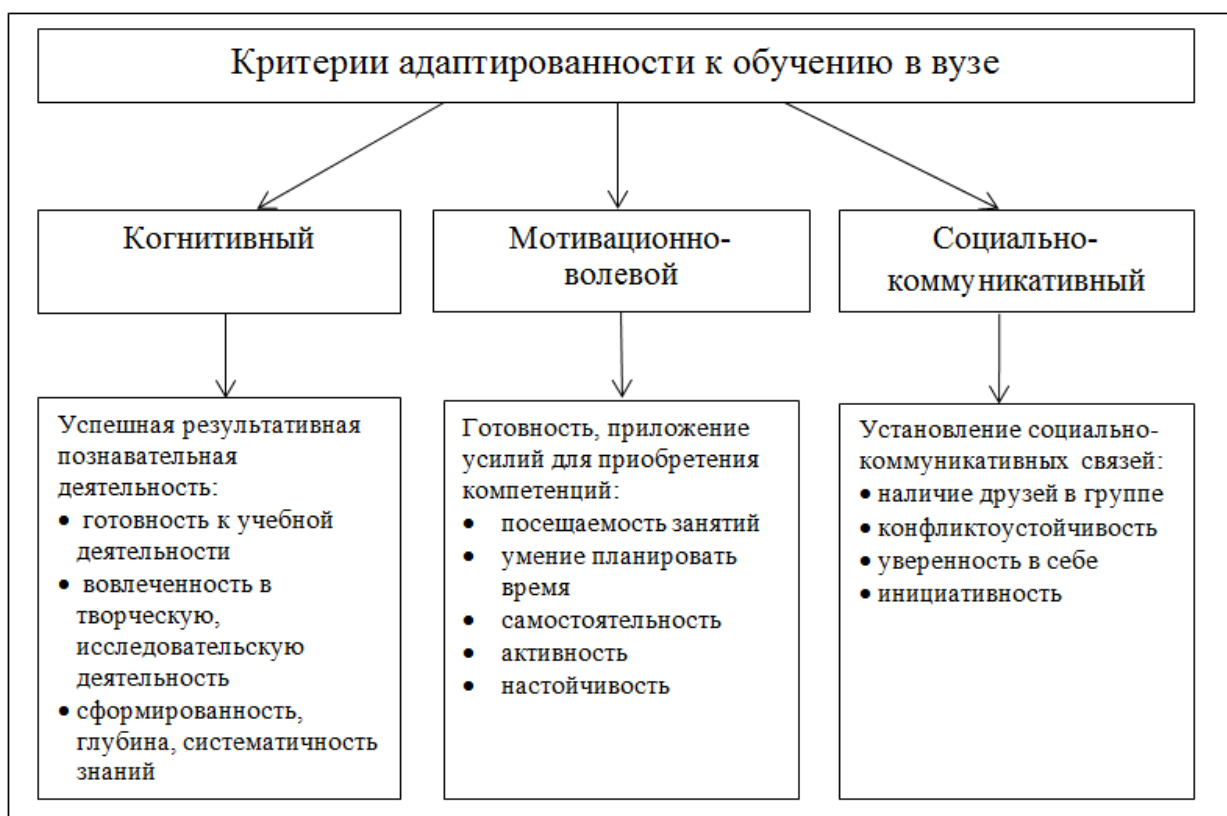 Критерии адаптированности к обучению в вузе
Когнитивный
Мотивационно-
волевой
Социально-
коммуникативный
Успешная результативная
познавательная
деятельность:
• готовность к учебной
деятельности
• вовлеченность в
творческую,
исследовательскую
деятельность
• сформированность,
глубина, систематичность
знаний
Готовность, приложение
усилий для приобретения
компетенций:
• посещаемость занятий
• умение планировать
время
• самостоятельность
• активность
• настойчивость
Установление социально-
коммуникативных связей:
• наличие друзей в группе
• конфликтоустойчивость
• уверенность в себе
• инициативность